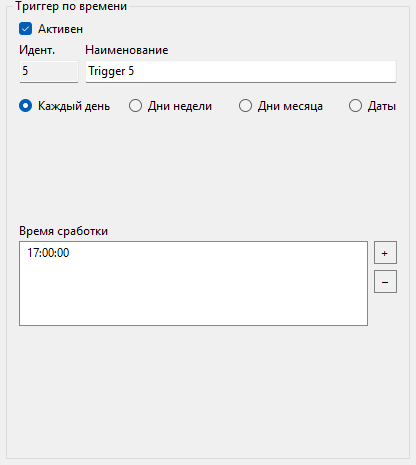 Триггер по времени
Активен
Идент. Наименование
5 Trigger 5
Каждый день Дни недели Дни месяца Даты
Время сработки
17:00:00
+
–